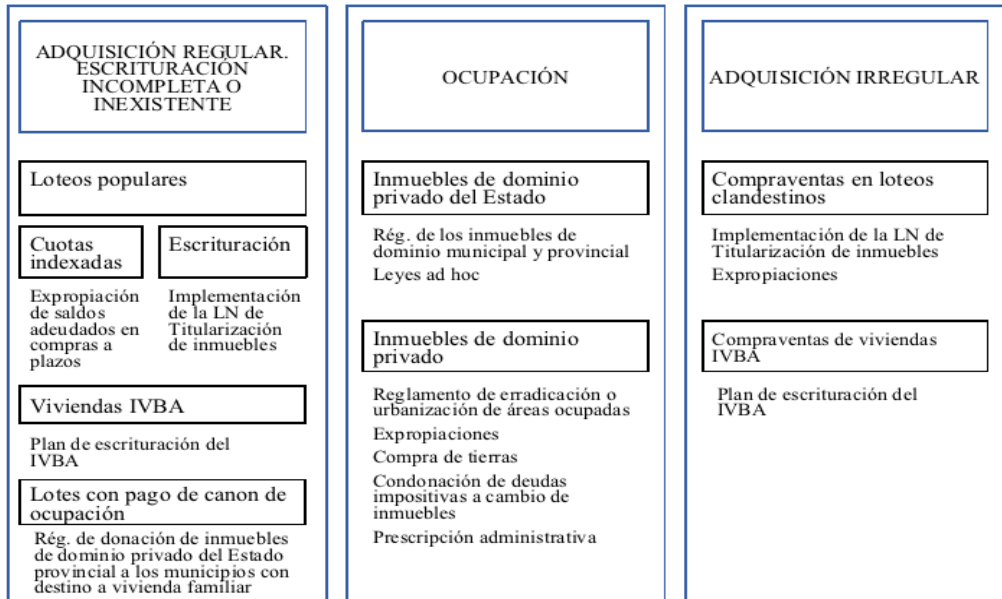 ADQUISICIÓN REGULAR.
ESCRITURACIÓN
INCOMPLETA O
INEXISTENTE
Loteos populares
Cuotas
indexadas
Expropiación
de saldos
adeudados en
compras a
plazos
Escrituración
Implementación
de la LN de
Titularización
de inmuebles
Viviendas IVBA
Plan de escrituración del
IVBA
Lotes con pago de canon de
ocupación
Rég. de donación de inmuebles
de dominio privado del Estado
provincial a los municipios con
destino a vivienda familiar
OCUPACIÓN
Inmuebles de dominio
privado del Estado
Rég. de los inmuebles de
dominio municipal y provincial
Leyes ad hoc
Inmuebles de dominio
privado
Reglamento de erradicación o
urbanización de áreas ocupadas
Expropiaciones
Compra de tierras
Condonación de deudas
impositivas a cambio de
inmuebles
Prescripción administrativa
ADQUISICIÓN IRREGULAR
Compraventas en loteos
clandestinos
Implementación de la LN de
Titularización de inmuebles
Expropiaciones
Compraventas de viviendas
IVBA
Plan de escrituración del
IVBA